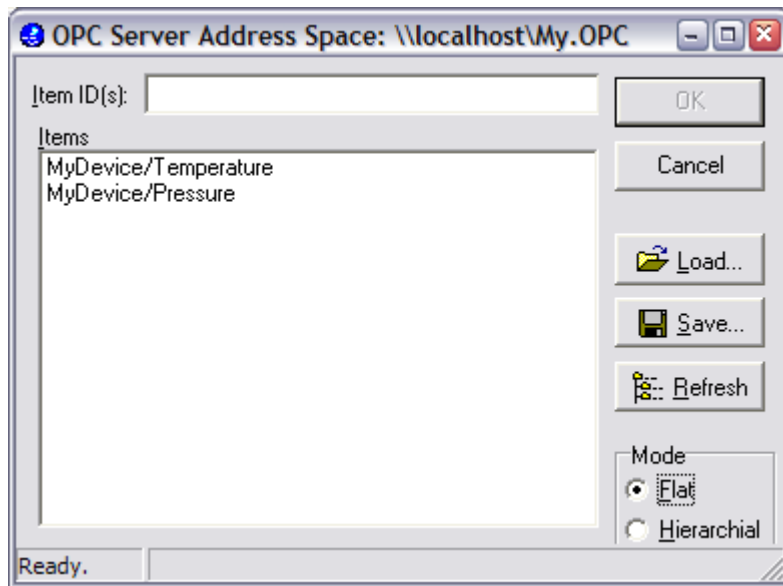 OPC Server Address Space: \\localhost\My.OPC
Item ID(s):
OK
Items
MyDevice/Temperature
MyDevice/Pressure
Cancel
Load...
Save...
Refresh
Mode
Flat
Hierarchial
Ready.